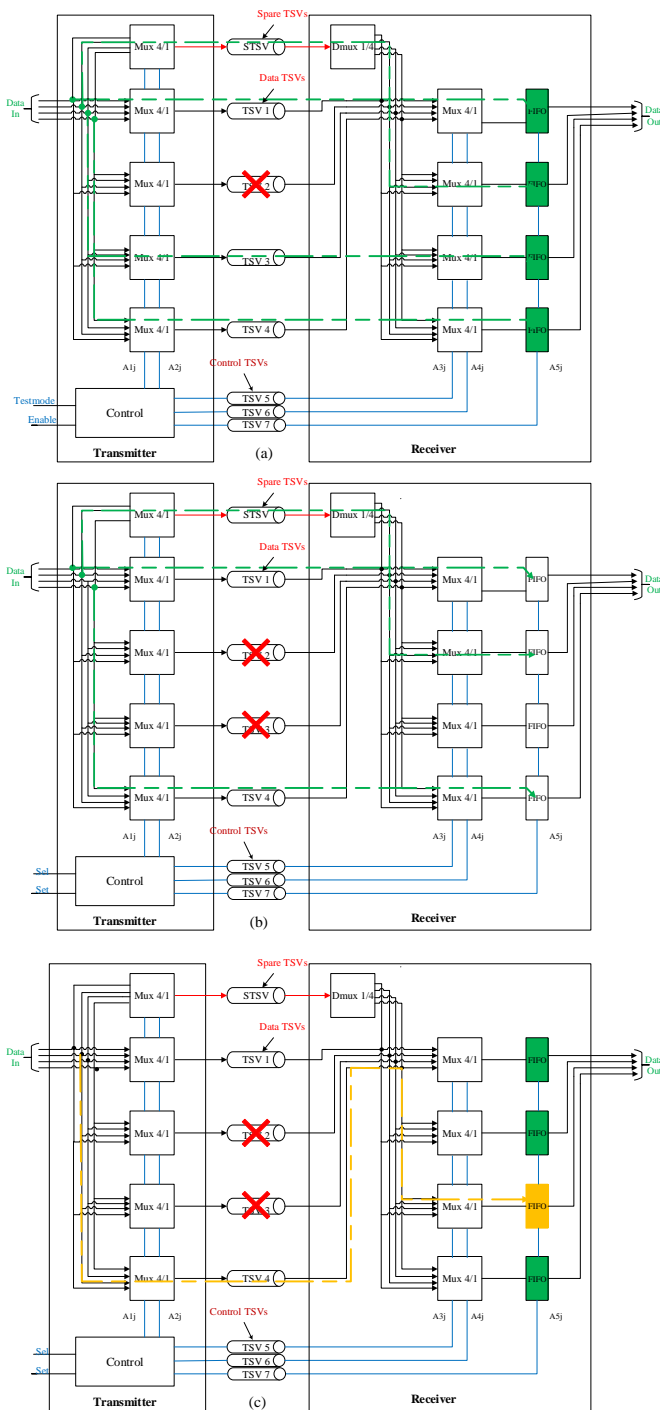 Spare TSVs
Mux 4/1
STSV
Dmux 1/4
Data TSVs
Data
In
Mux 4/1
TSV 1
Mux 4/1
FIFO
Data
Out
Mux 4/1
TSV 2
Mux 4/1
FIFO
Mux 4/1
TSV 3
Mux 4/1
FIFO
Mux 4/1
TSV 4
Mux 4/1
FIFO
A1j
A2j
Control TSVs
A3j
A4j
A5j
Testmode
Enable
Control
TSV 5
TSV 6
TSV 7
Transmitter
(a)
Receiver
Spare TSVs
Mux 4/1
STSV
Dmux 1/4
Data TSVs
Data
In
Mux 4/1
TSV 1
Mux 4/1
FIFO
Data
Out
Mux 4/1
TSV 2
Mux 4/1
FIFO
Mux 4/1
TSV 3
Mux 4/1
FIFO
Mux 4/1
TSV 4
Mux 4/1
FIFO
A1j
A2j
Control TSVs
A3j
A4j
A5j
Sel
Set
Control
TSV 5
TSV 6
TSV 7
Transmitter
(b)
Receiver
Spare TSVs
Mux 4/1
STSV
Dmux 1/4
Data TSVs
Data
In
Mux 4/1
TSV 1
Mux 4/1
FIFO
Data
Out
Mux 4/1
TSV 2
Mux 4/1
FIFO
Mux 4/1
TSV 3
Mux 4/1
FIFO
Mux 4/1
TSV 4
Mux 4/1
FIFO
A1j
A2j
Control TSVs
A3j
A4j
A5j
Sel
Set
Control
TSV 5
TSV 6
TSV 7
Transmitter
(c)
Receiver